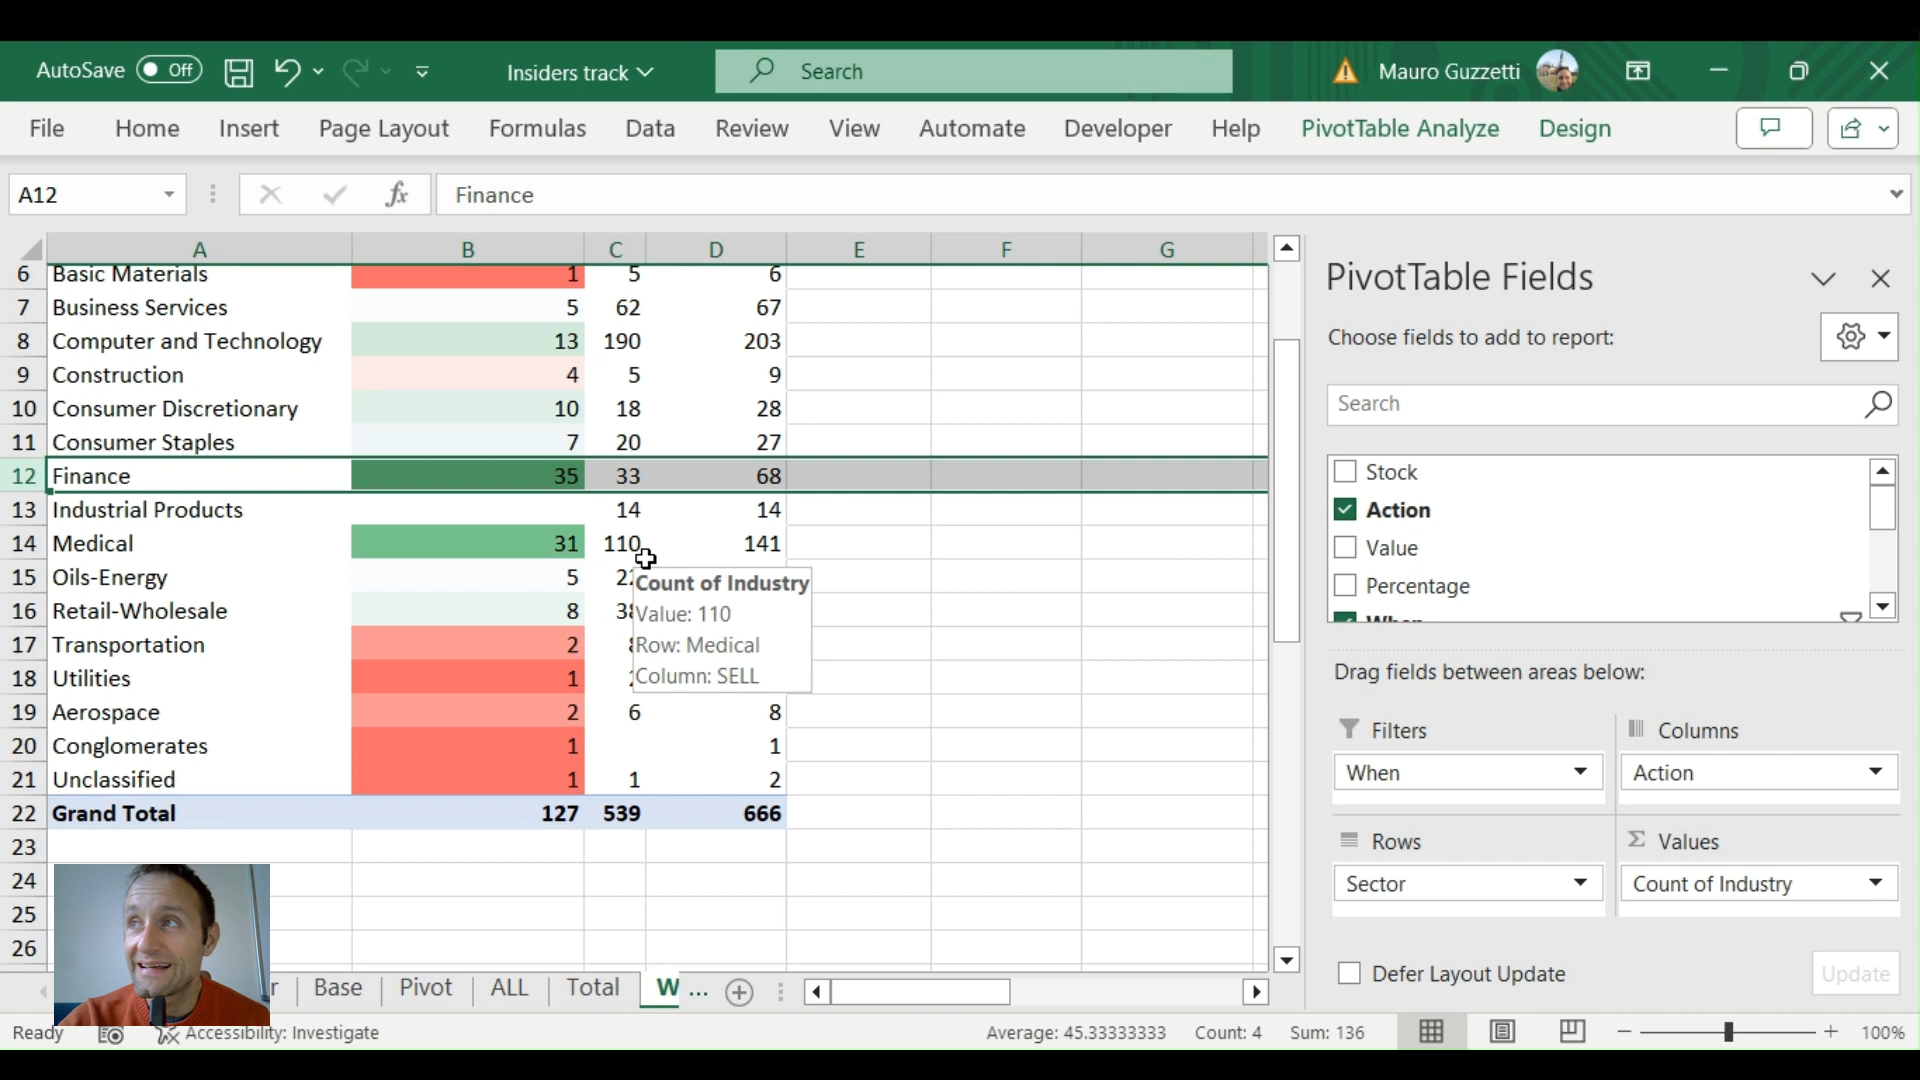 AutoSave Off Insiders track Search Mauro Guzzetti
File Home Insert Page Layout Formulas Data Review View Automate Developer Help PivotTable Analyze Design
A12 fx Finance
A B C D E F G
6 Basic Materials 1 5 6
7 Business Services 5 62 67
8 Computer and Technology 13 190 203
9 Construction 4 5 9
10 Consumer Discretionary 10 18 28
11 Consumer Staples 7 20 27
12 Finance 35 33 68
13 Industrial Products 14 14
14 Medical 31 110 141
15 Oils-Energy 5
16 Retail-Wholesale 8
17 Transportation 2
18 Utilities 1
19 Aerospace 2 6 8
20 Conglomerates 1 1
21 Unclassified 1 1 2
22 Grand Total 127 539 666
23
24
25
26
Count of Industry
Value: 110
Row: Medical
Column: SELL
Base Pivot ALL Total W ...
PivotTable Fields
Choose fields to add to report:
Search
Stock
Action
Value
Percentage
When
Drag fields between areas below:
Filters Columns
When Action
Rows Values
Sector Count of Industry
Defer Layout Update Update
Ready Accessibility: Investigate Average: 45.33333333 Count: 4 Sum: 136 100%